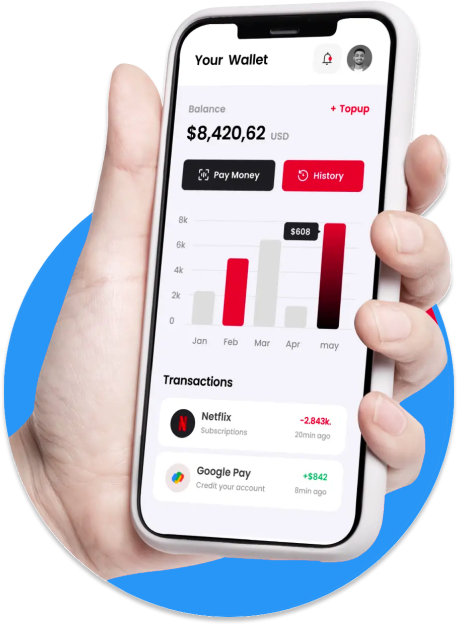 Your Wallet
Balance
+ Topup
$8,420,62 USD
Pay Money
History
8k
$608
6k
4k
2k
0
Jan Feb Mar Apr may
Transactions
N
Netflix
-2.843k.
Subscriptions
20min ago
Google Pay
+$842
Credit your account
8min ago